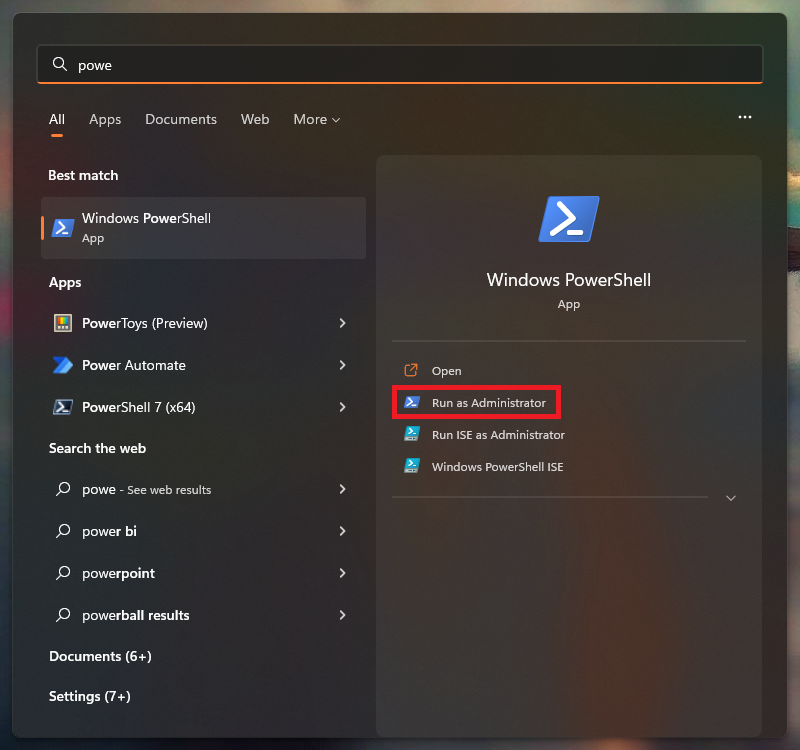 powe
All Apps Documents Web More
Best match
Windows PowerShell
App
Apps
PowerToys (Preview)
Power Automate
PowerShell 7 (x64)
Search the web
powe - See web results
power bi
powerpoint
powerball results
Documents (6+)
Settings (7+)
Windows PowerShell
App
Open
Run as Administrator
Run ISE as Administrator
Windows PowerShell ISE